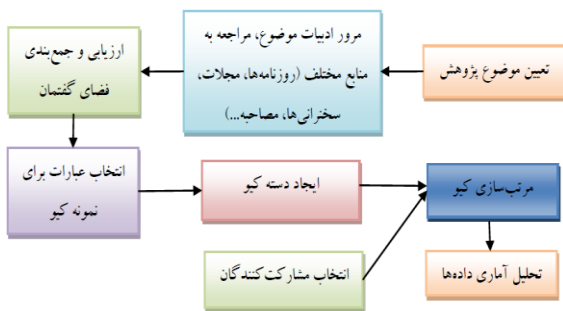 تعیین موضوع پژوهش
مرور ادبیات موضوع، مراجعه به
منابع مختلف (روزنامه‌ها، مجلات،
سخنرانی‌ها، مصاحبه...)
ارزیابی و جمع‌بندی
فضای گفتمان
انتخاب عبارات برای
نمونه کیو
ایجاد دسته کیو
مرتب‌سازی کیو
انتخاب مشارکت‌کنندگان
تحلیل آماری داده‌ها